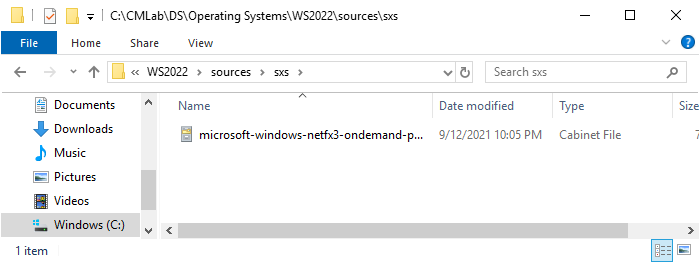 C:\CMLab\DS\Operating Systems\WS2022\sources\sxs
File Home Share View
« WS2022 sources sxs Search sxs
Name Date modified Type Size
Documents
Downloads microsoft-windows-netfx3-ondemand-p... 9/12/2021 10:05 PM Cabinet File 7
Music
Pictures
Videos
Windows (C:)
1 item